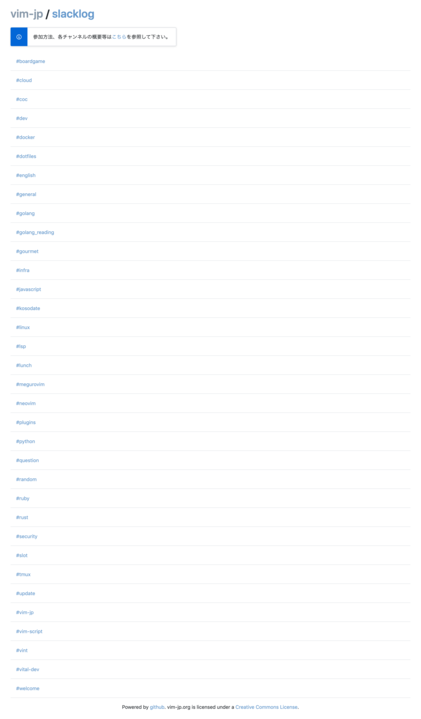 vim-jp / slacklog
参加方法、各チャンネルの概要等はこちらを参照して下さい。
#boardgame
#cloud
#coc
#dev
#docker
#dotfiles
#english
#general
#golang
#golang_reading
#gourmet
#infra
#javascript
#kowodate
#linux
#lsp
#lunch
#megurovim
#neovim
#plugins
#python
#question
#random
#ruby
#rust
#security
#slot
#tmux
#update
#vim-jp
#vim-script
#vint
#vital-dev
#welcome
Powered by github. vim-jp.org is licensed under a Creative Commons License.